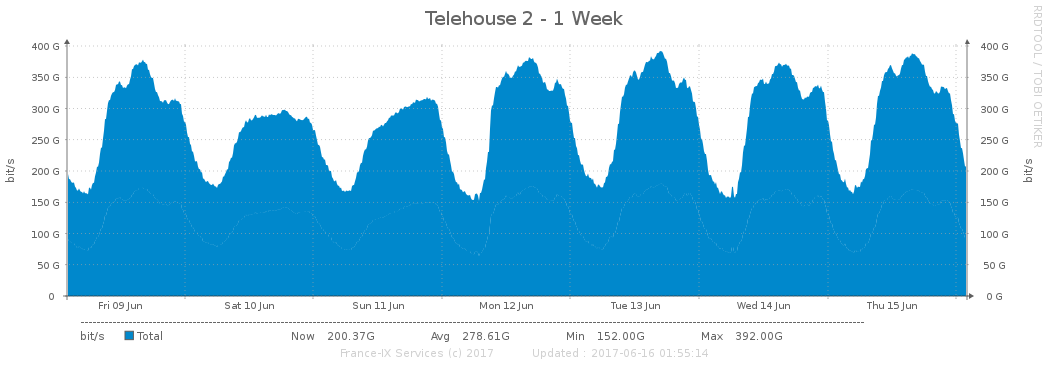 Telehouse 2 - 1 Week
RRDTOOL / TOBI OETIKER
bit/s
400 G 400 G
350 G 350 G
300 G 300 G
250 G 250 G
200 G 200 G
150 G 150 G
100 G 100 G
50 G 50 G
0 0 G
bit/s
Fri 09 Jun Sat 10 Jun Sun 11 Jun Mon 12 Jun Tue 13 Jun Wed 14 Jun Thu 15 Jun
bit/s Total Now 200.37G Avg 278.61G Min 152.00G Max 392.00G
France-IX Services (c) 2017 Updated : 2017-06-16 01:55:14